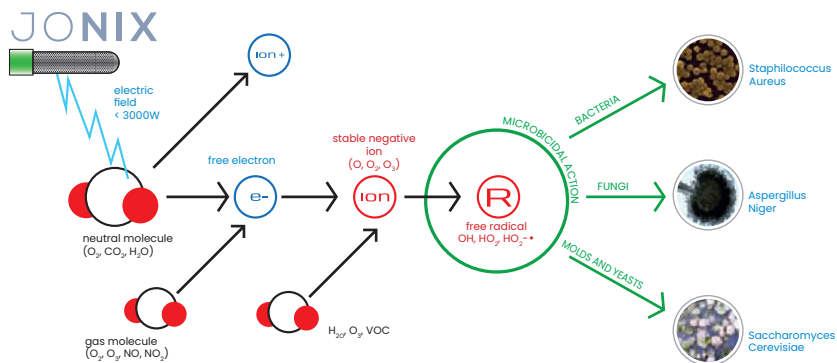 JONIX
electric
field
< 3000W
ion+
free electron
e-
stable negative
ion
(O, O₂, O₃)
ion
MICROBICIDAL ACTION
R
free radical
OH, HO₂, HO₂-•
neutral molecule
(O₂, CO₂, H₂O)
gas molecule
(O₂, O₃, NO, NO₂)
H₂₀, O₃, VOC
BACTERIA
Staphilococcus
Aureus
FUNGI
Aspergillus
Niger
MOLDS AND YEASTS
Saccharomyces
Cerevisiae